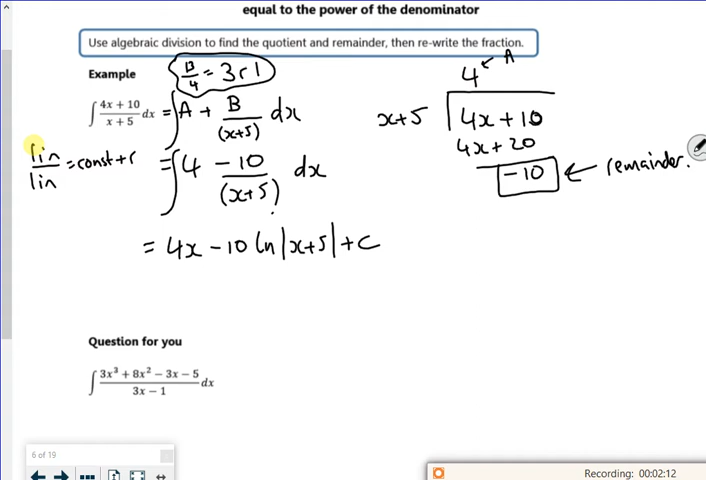 equal to the power of the denominator
Use algebraic division to find the quotient and remainder, then re-write the fraction.
Example
13/4 = 3 r 1
∫ (4x + 10)/(x + 5) dx = ∫ A + B/(x+5) dx
lin/lin = const + r
= ∫ 4 - 10/(x+5) dx
= 4x - 10 ln|x+5| + c
4 ← A
x+5 | 4x + 10
4x + 20
-10 ← remainder.
Question for you
∫ (3x³ + 8x² − 3x − 5)/(3x − 1) dx
6 of 19
Recording: 00:02:12